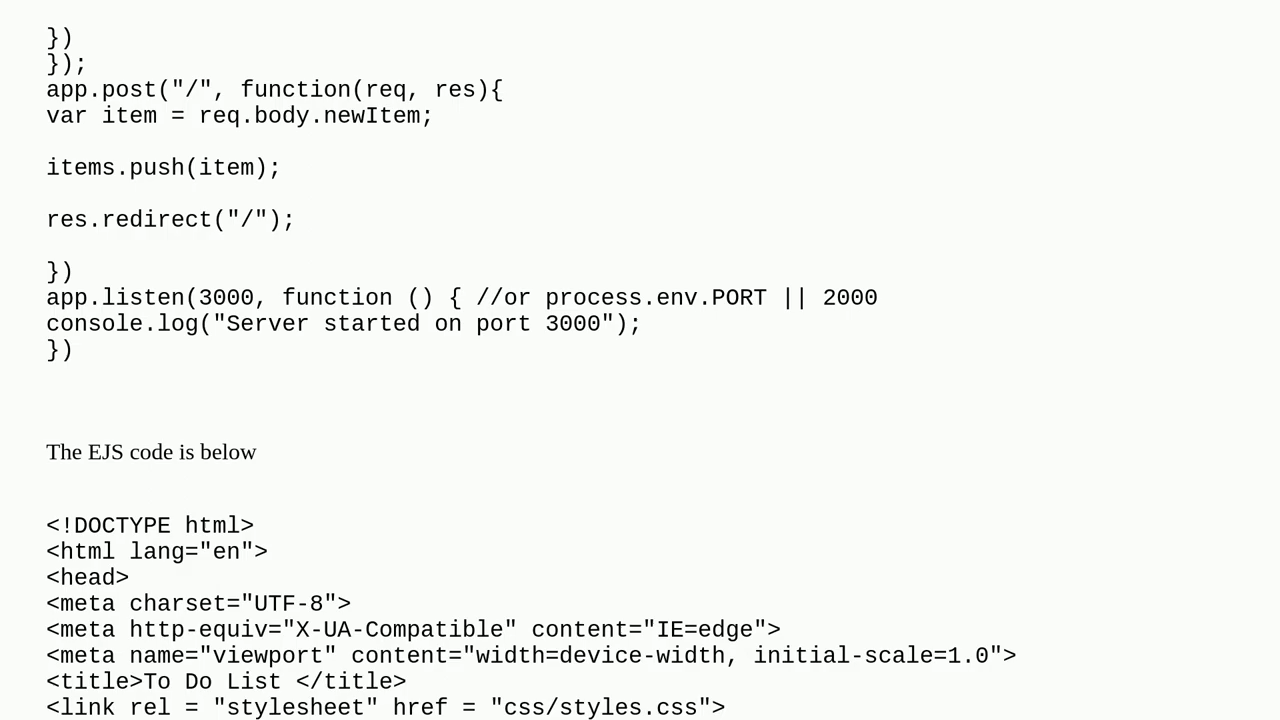 })
});
app.post("/", function(req, res){
var item = req.body.newItem;
items.push(item);
res.redirect("/");
})
app.listen(3000, function () { //or process.env.PORT || 2000
console.log("Server started on port 3000");
})
The EJS code is below
<!DOCTYPE html>
<html lang="en">
<head>
<meta charset="UTF-8">
<meta http-equiv="X-UA-Compatible" content="IE=edge">
<meta name="viewport" content="width=device-width, initial-scale=1.0">
<title>To Do List </title>
<link rel = "stylesheet" href = "css/styles.css">